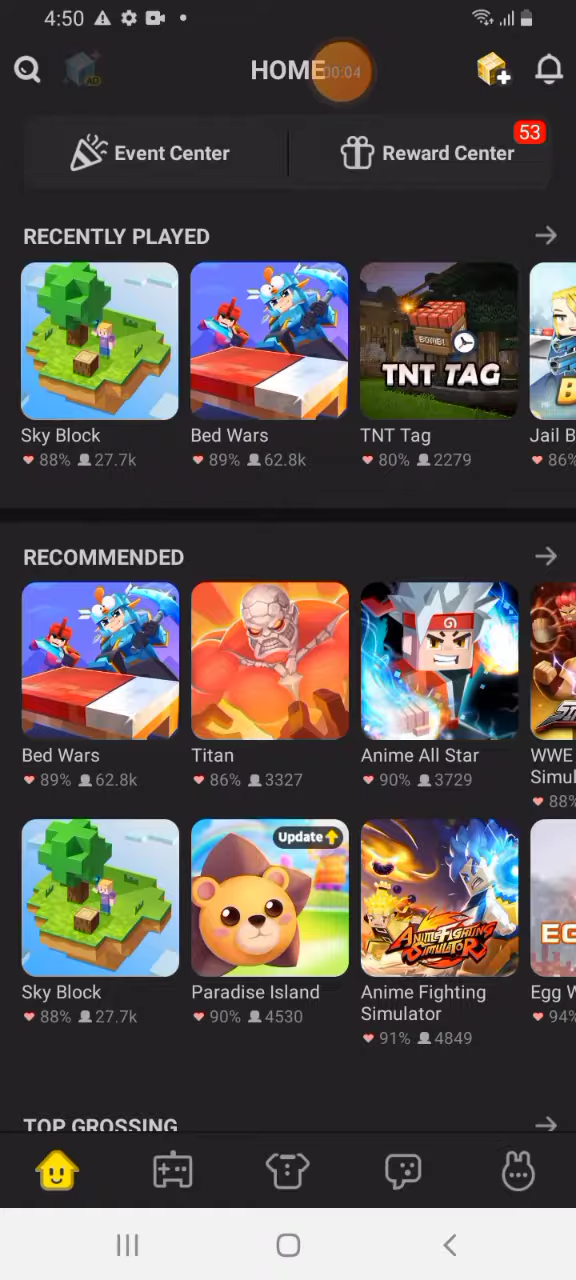 4:50
HOME
00:04
AD
Event Center
Reward Center
53
RECENTLY PLAYED
BOMB!
TNT TAG
Sky Block
Bed Wars
TNT Tag
Jail B
88% 27.7k
89% 62.8k
80% 2279
86%
RECOMMENDED
Bed Wars
Titan
Anime All Star
WWE
Simul
89% 62.8k
86% 3327
90% 3729
88%
Update
ANIME FIGHTING
SIMULATOR
EG
Sky Block
Paradise Island
Anime Fighting
Simulator
Egg W
88% 27.7k
90% 4530
91% 4849
94%
TOP GROSSING